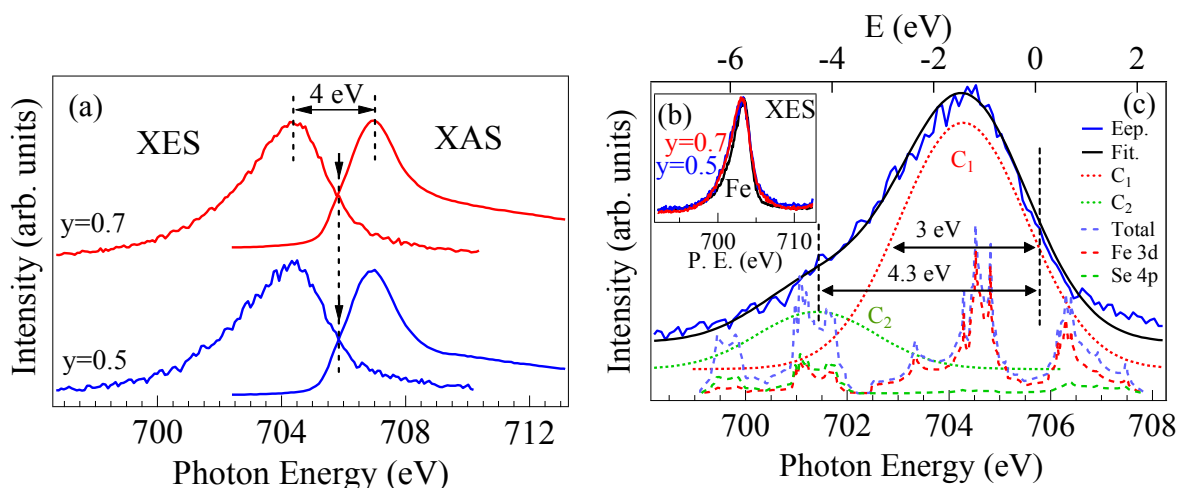 (a)
4 eV
XES
XAS
y=0.7
y=0.5
Intensity (arb. units)
700
704
708
712
Photon Energy (eV)
E (eV)
-6
-4
-2
0
2
(b)
XES
y=0.7
y=0.5
Fe
700
710
P. E. (eV)
(c)
C1
C2
3 eV
4.3 eV
Eep.
Fit.
C1
C2
Total
Fe 3d
Se 4p
Intensity (arb. units)
700
702
704
706
708
Photon Energy (eV)